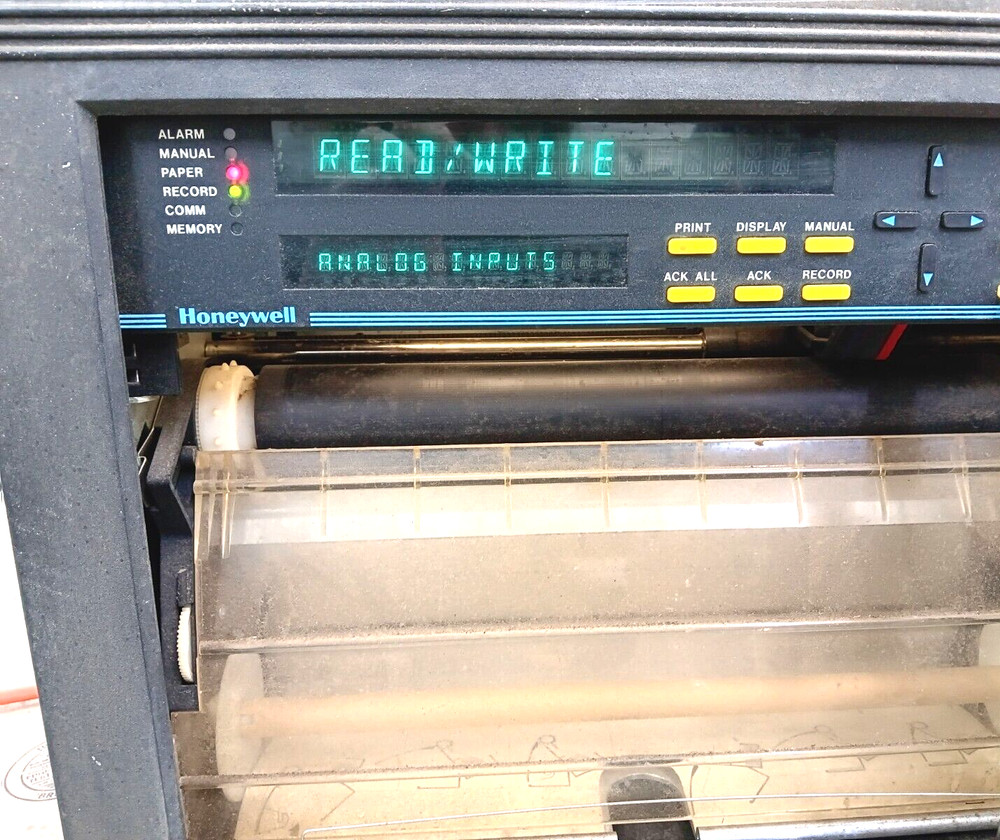 ALARM
MANUAL
PAPER
RECORD
COMM
MEMORY
READ/WRITE
ANALOG INPUTS
PRINT DISPLAY MANUAL
ACK ALL ACK RECORD
Honeywell